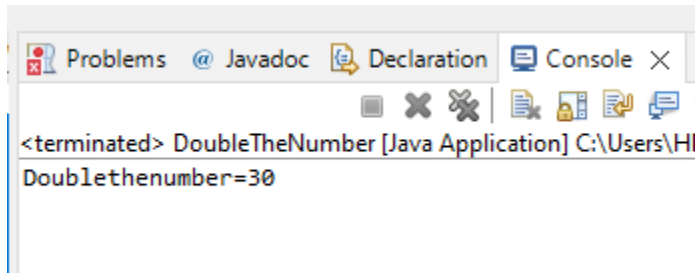 Problems @ Javadoc Declaration Console
<terminated> DoubleTheNumber [Java Application] C:\Users\H
Doublethenumber=30